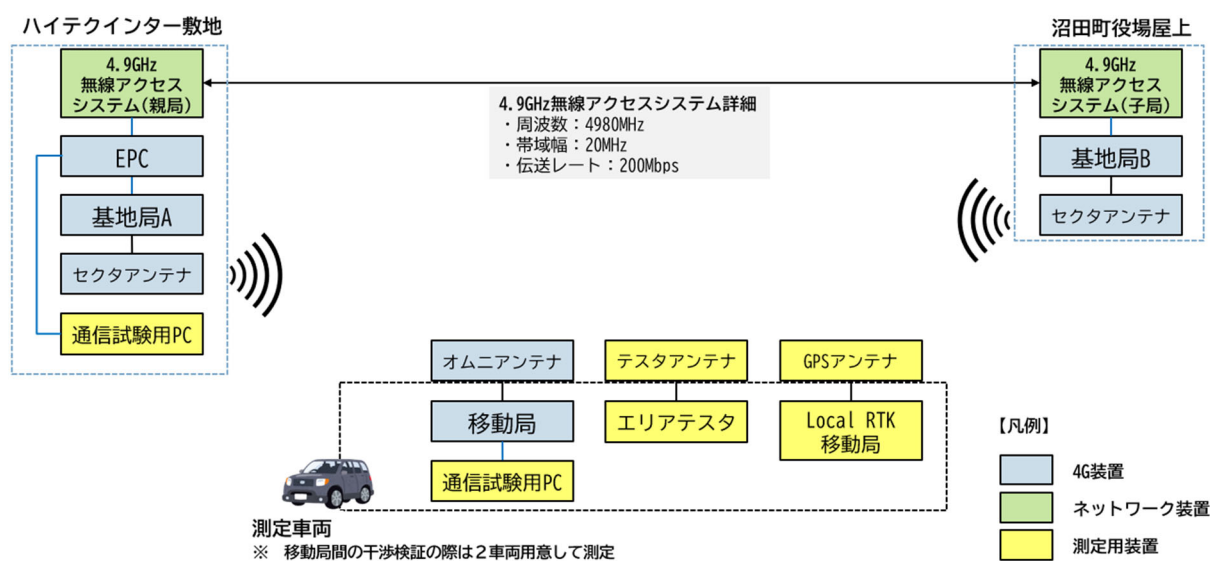 ハイテクインター敷地
4.9GHz
無線アクセス
システム(親局)
EPC
基地局A
セクタアンテナ
通信試験用PC
4.9GHz無線アクセスシステム詳細
・周波数：4980MHz
・帯域幅：20MHz
・伝送レート：200Mbps
沼田町役場屋上
4.9GHz
無線アクセス
システム(子局)
基地局B
セクタアンテナ
オムニアンテナ
移動局
通信試験用PC
テスタアンテナ
エリアテスタ
GPSアンテナ
Local RTK
移動局
測定車両
※ 移動局間の干渉検証の際は２車両用意して測定
【凡例】
4G装置
ネットワーク装置
測定用装置